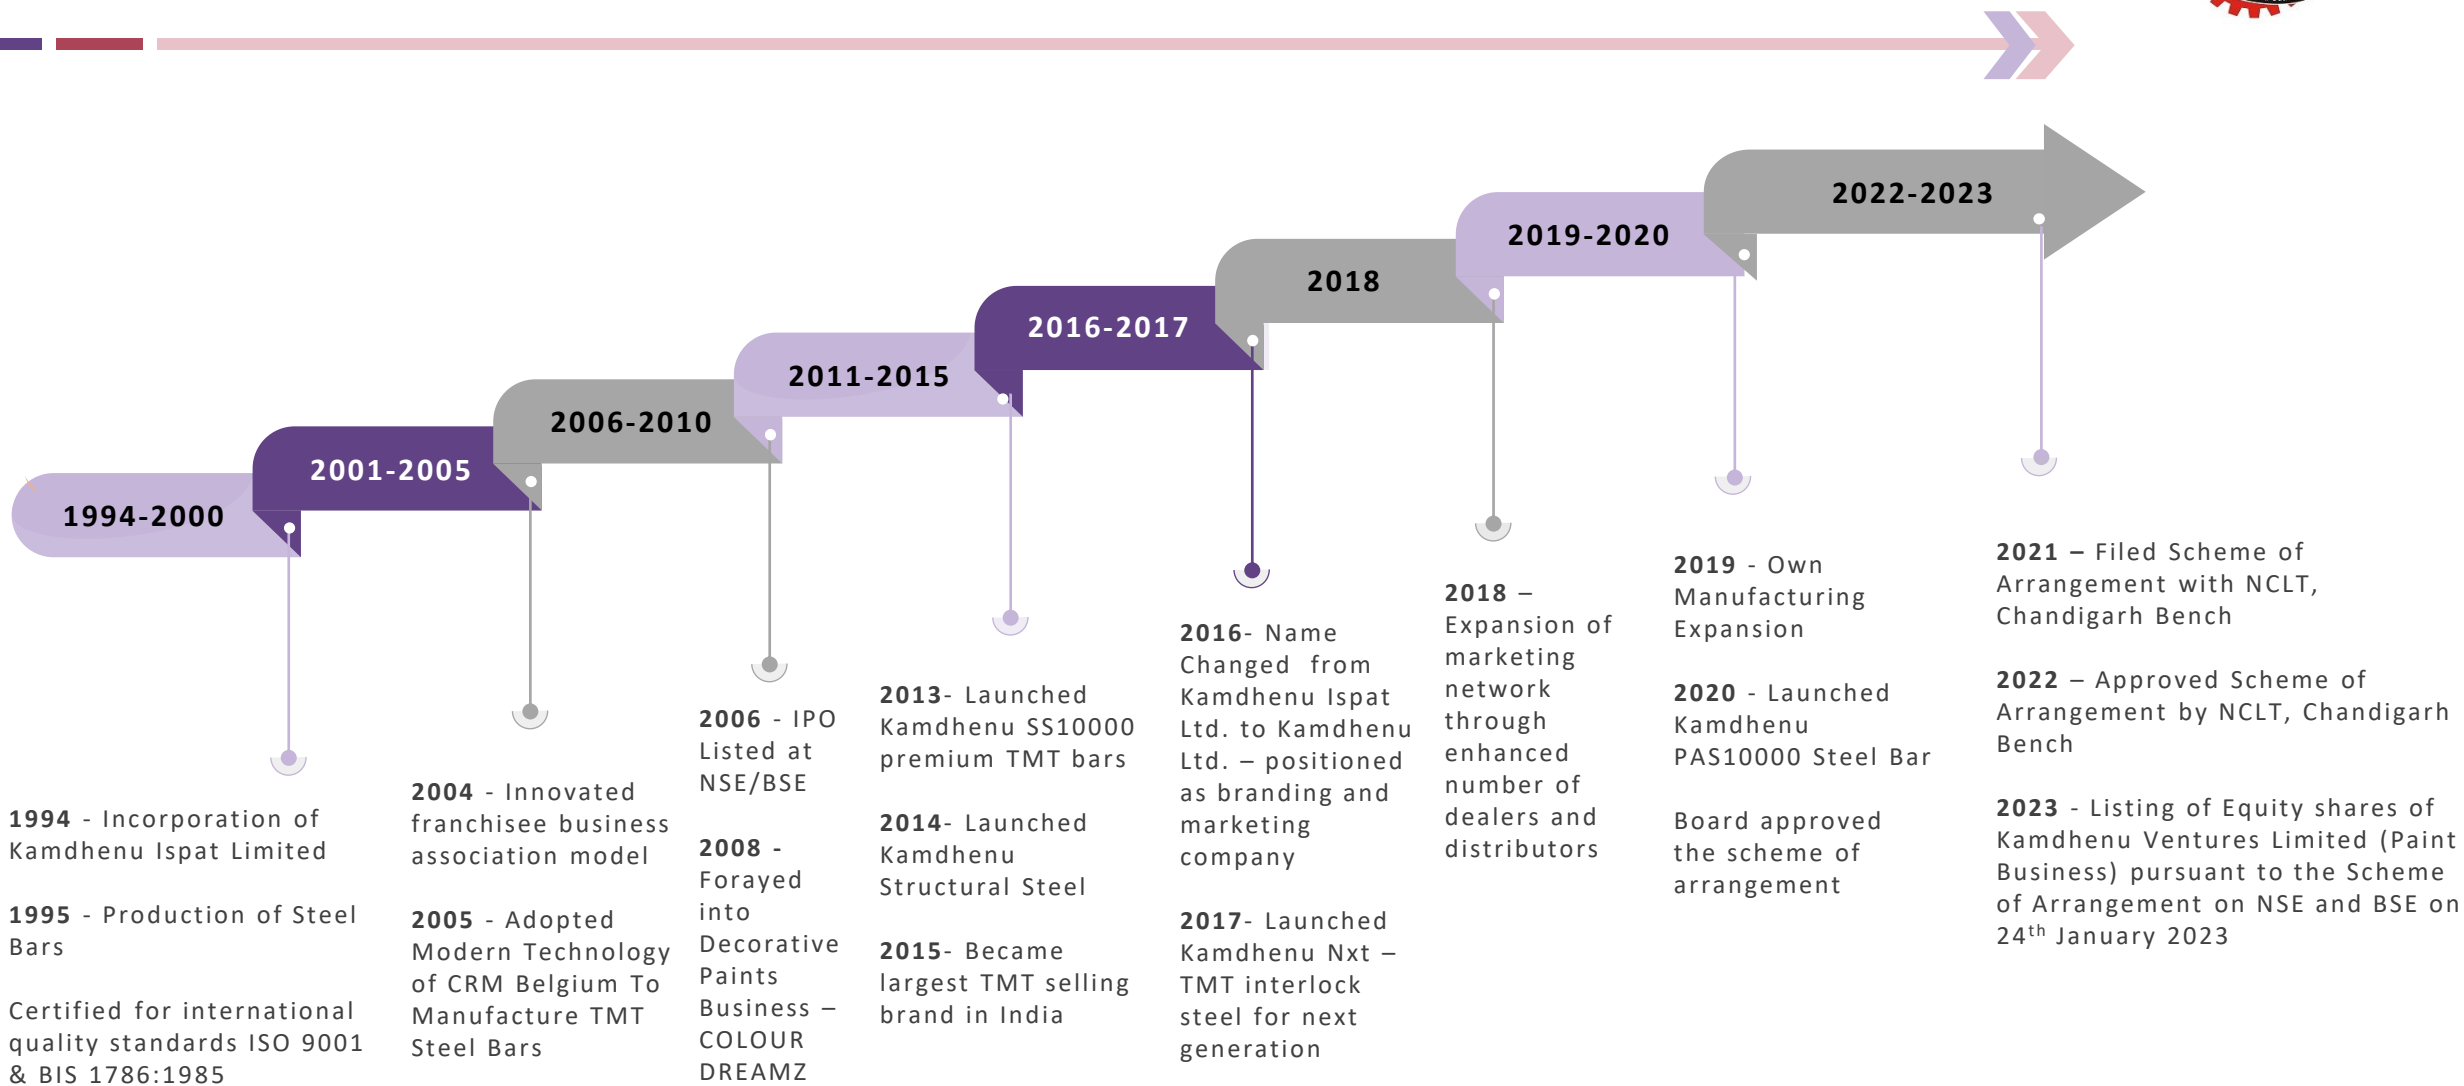 1994-2000
2001-2005
2006-2010
2011-2015
2016-2017
2018
2019-2020
2022-2023
1994 - Incorporation of
Kamdhenu Ispat Limited
1995 - Production of Steel
Bars
Certified for international
quality standards ISO 9001
& BIS 1786:1985
2004 - Innovated
franchisee business
association model
2005 - Adopted
Modern Technology
of CRM Belgium To
Manufacture TMT
Steel Bars
2006 - IPO
Listed at
NSE/BSE
2008 -
Forayed
into
Decorative
Paints
Business –
COLOUR
DREAMZ
2013- Launched
Kamdhenu SS10000
premium TMT bars
2014- Launched
Kamdhenu
Structural Steel
2015- Became
largest TMT selling
brand in India
2016- Name
Changed from
Kamdhenu Ispat
Ltd. to Kamdhenu
Ltd. – positioned
as branding and
marketing
company
2017- Launched
Kamdhenu Nxt –
TMT interlock
steel for next
generation
2018 –
Expansion of
marketing
network
through
enhanced
number of
dealers and
distributors
2019 - Own
Manufacturing
Expansion
2020 - Launched
Kamdhenu
PAS10000 Steel Bar
Board approved
the scheme of
arrangement
2021 – Filed Scheme of
Arrangement with NCLT,
Chandigarh Bench
2022 – Approved Scheme of
Arrangement by NCLT, Chandigarh
Bench
2023 - Listing of Equity shares of
Kamdhenu Ventures Limited (Paint
Business) pursuant to the Scheme
of Arrangement on NSE and BSE on
24th January 2023